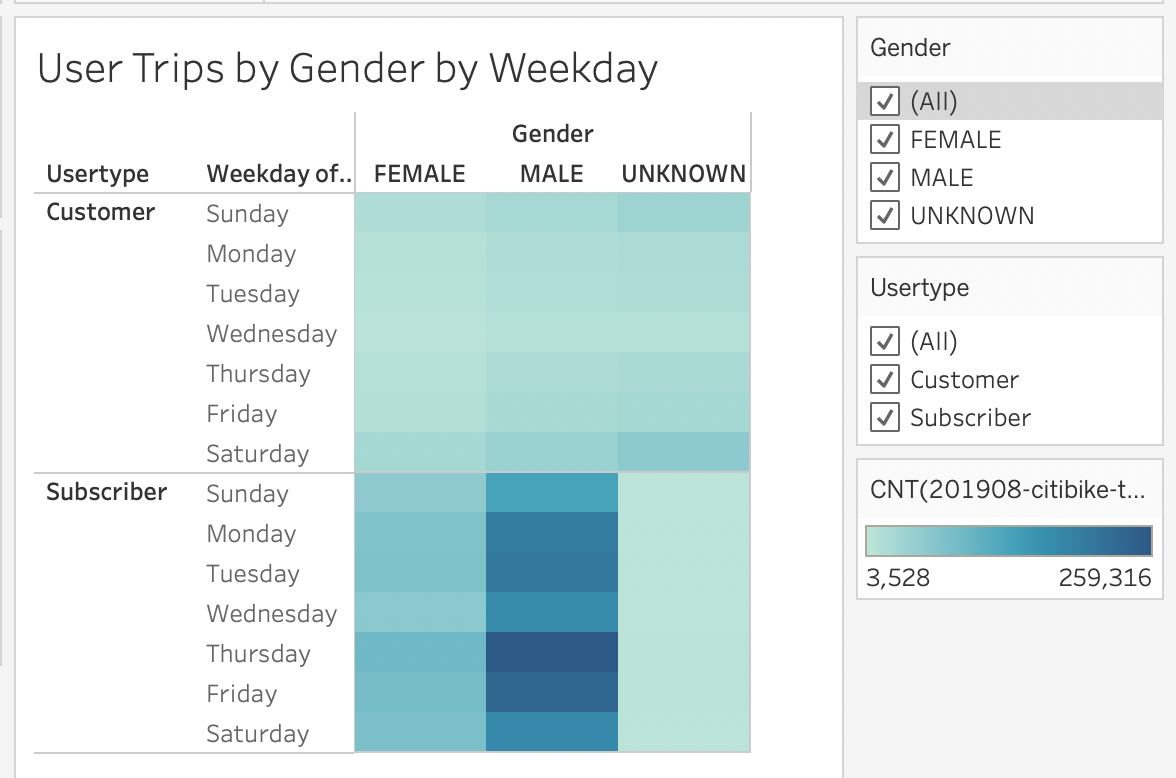 User Trips by Gender by Weekday
Gender
Usertype Weekday of.. FEMALE MALE UNKNOWN
Customer Sunday
Monday
Tuesday
Wednesday
Thursday
Friday
Saturday
Subscriber Sunday
Monday
Tuesday
Wednesday
Thursday
Friday
Saturday
Gender
(All)
FEMALE
MALE
UNKNOWN
Usertype
(All)
Customer
Subscriber
CNT(201908-citibike-t...
3,528 259,316